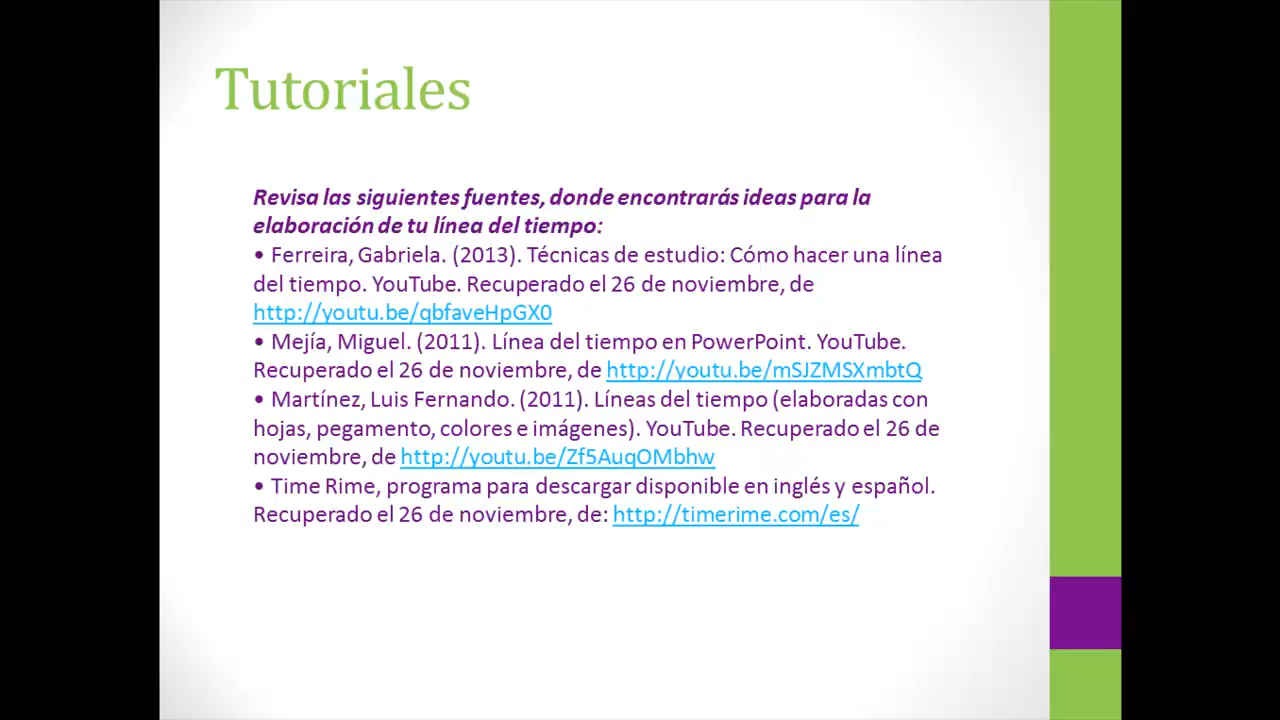 Tutoriales
Revisa las siguientes fuentes, donde encontrarás ideas para la
elaboración de tu línea del tiempo:
• Ferreira, Gabriela. (2013). Técnicas de estudio: Cómo hacer una línea
del tiempo. YouTube. Recuperado el 26 de noviembre, de
http://youtu.be/qbfaveHpGX0
• Mejía, Miguel. (2011). Línea del tiempo en PowerPoint. YouTube.
Recuperado el 26 de noviembre, de http://youtu.be/mSJZMSXmbtQ
• Martínez, Luis Fernando. (2011). Líneas del tiempo (elaboradas con
hojas, pegamento, colores e imágenes). YouTube. Recuperado el 26 de
noviembre, de http://youtu.be/Zf5AuqOMbhw
• Time Rime, programa para descargar disponible en inglés y español.
Recuperado el 26 de noviembre, de: http://timerime.com/es/